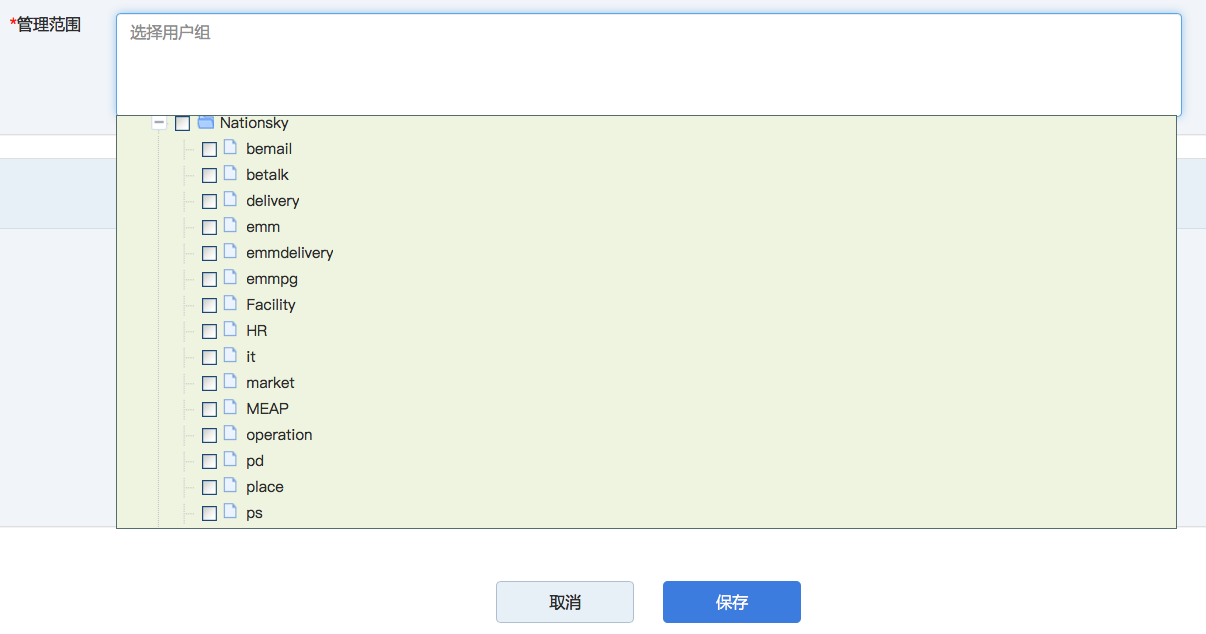 *管理范围
选择用户组
Nationsky
bemail
betalk
delivery
emm
emmdelivery
emmpg
Facility
HR
it
market
MEAP
operation
pd
place
ps
取消
保存